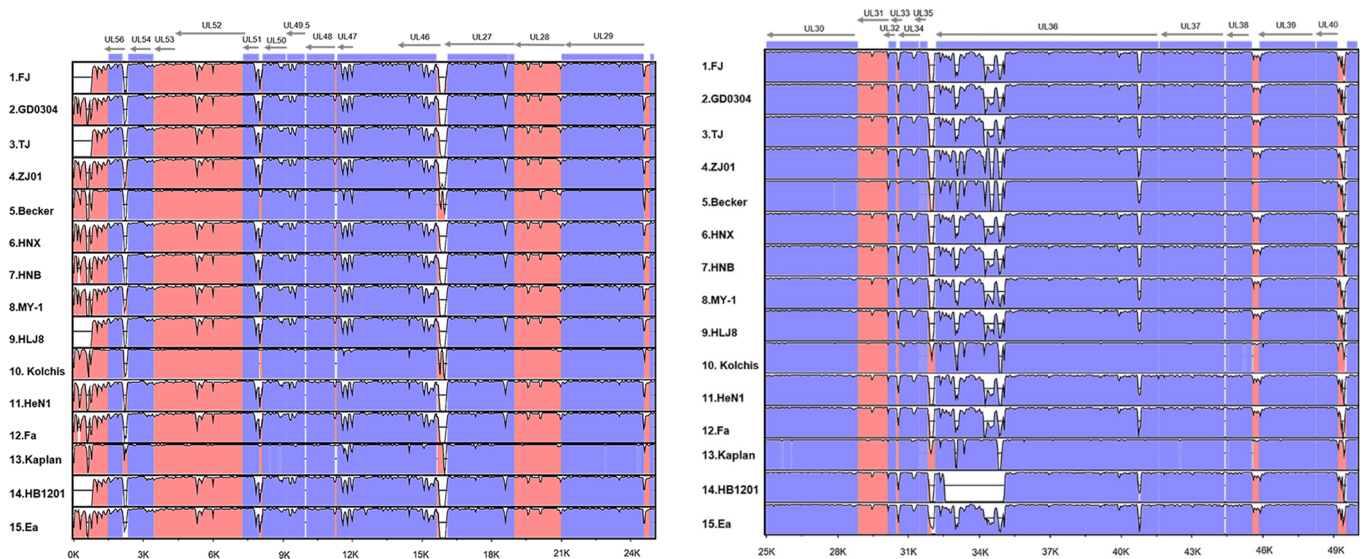 UL52 UL49.5
UL56 UL54 UL53 UL51 UL50 UL48 UL47 UL46 UL27 UL28 UL29
1.FJ
2.GD0304
3.TJ
4.ZJ01
5.Becker
6.HNX
7.HNB
8.MY-1
9.HLJ8
10. Kolchis
11.HeN1
12.Fa
13.Kaplan
14.HB1201
15.Ea
0K 3K 6K 9K 12K 15K 18K 21K 24K
UL31 UL33 UL35
UL30 UL32 UL34 UL36 UL37 UL38 UL39 UL40
1.FJ
2.GD0304
3.TJ
4.ZJ01
5.Becker
6.HNX
7.HNB
8.MY-1
9.HLJ8
10. Kolchis
11.HeN1
12.Fa
13.Kaplan
14.HB1201
15.Ea
25K 28K 31K 34K 37K 40K 43K 46K 49K